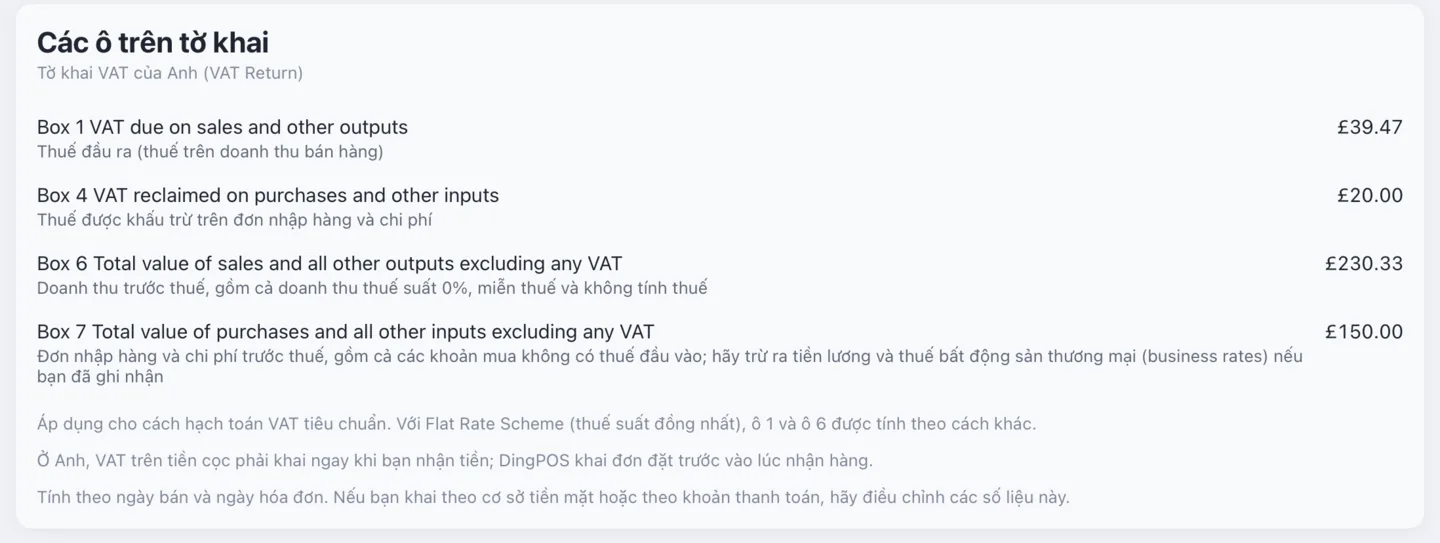 Các ô trên tờ khai
Tờ khai VAT của Anh (VAT Return)
Box 1 VAT due on sales and other outputs
£39.47
Thuế đầu ra (thuế trên doanh thu bán hàng)
Box 4 VAT reclaimed on purchases and other inputs
£20.00
Thuế được khấu trừ trên đơn nhập hàng và chi phí
Box 6 Total value of sales and all other outputs excluding any VAT
£230.33
Doanh thu trước thuế, gồm cả doanh thu thuế suất 0%, miễn thuế và không tính thuế
Box 7 Total value of purchases and all other inputs excluding any VAT
£150.00
Đơn nhập hàng và chi phí trước thuế, gồm cả các khoản mua không có thuế đầu vào; hãy trừ ra tiền lương và thuế bất động sản thương mại (business rates) nếu
bạn đã ghi nhận
Áp dụng cho cách hạch toán VAT tiêu chuẩn. Với Flat Rate Scheme (thuế suất đồng nhất), ô 1 và ô 6 được tính theo cách khác.
Ở Anh, VAT trên tiền cọc phải khai ngay khi bạn nhận tiền; DingPOS khai đơn đặt trước vào lúc nhận hàng.
Tính theo ngày bán và ngày hóa đơn. Nếu bạn khai theo cơ sở tiền mặt hoặc theo khoản thanh toán, hãy điều chỉnh các số liệu này.